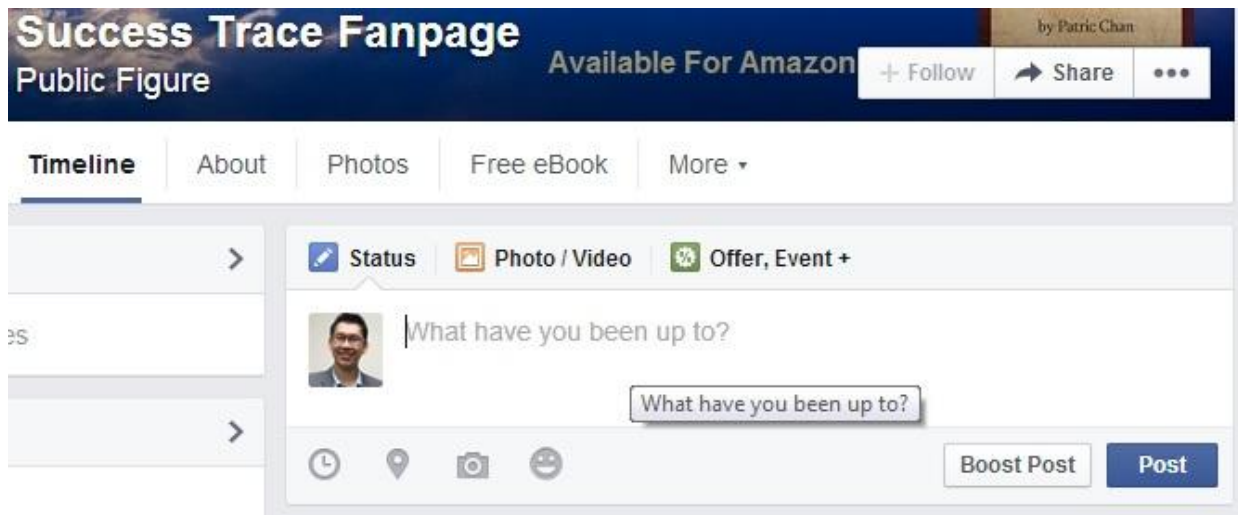 Success Trace Fanpage
Public Figure
by Patric Chan
Available For Amazon
+ Follow
Share
•••
Timeline
About
Photos
Free eBook
More
Status
Photo / Video
Offer, Event +
es
What have you been up to?
What have you been up to?
Boost Post
Post